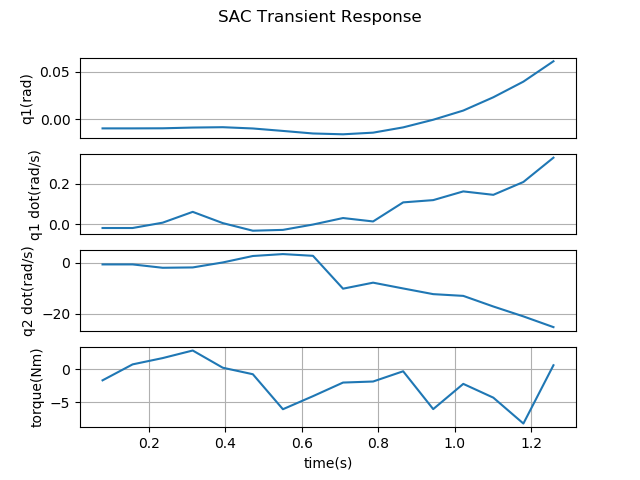 SAC Transient Response
q1(rad)
0.05
0.00
q1 dot(rad/s)
0.2
0.0
q2 dot(rad/s)
0
−20
torque(Nm)
0
−5
0.2 0.4 0.6 0.8 1.0 1.2
time(s)